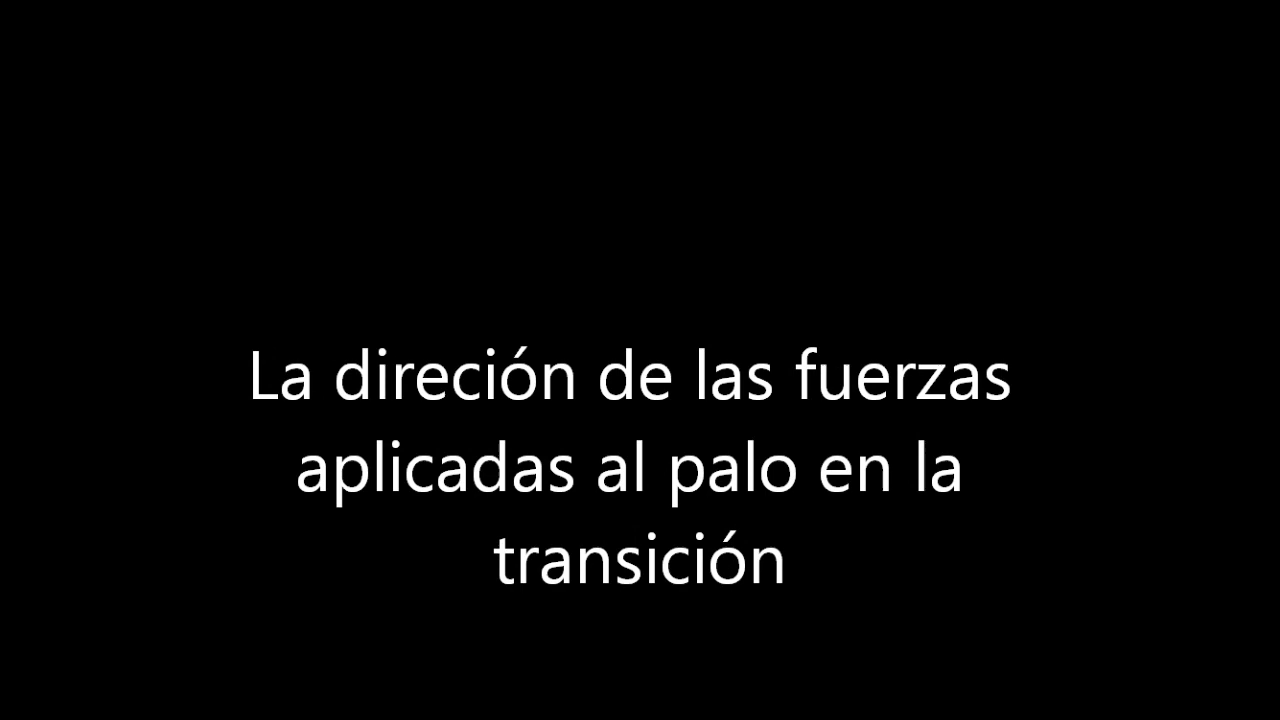 La direción de las fuerzas
aplicadas al palo en la
transición